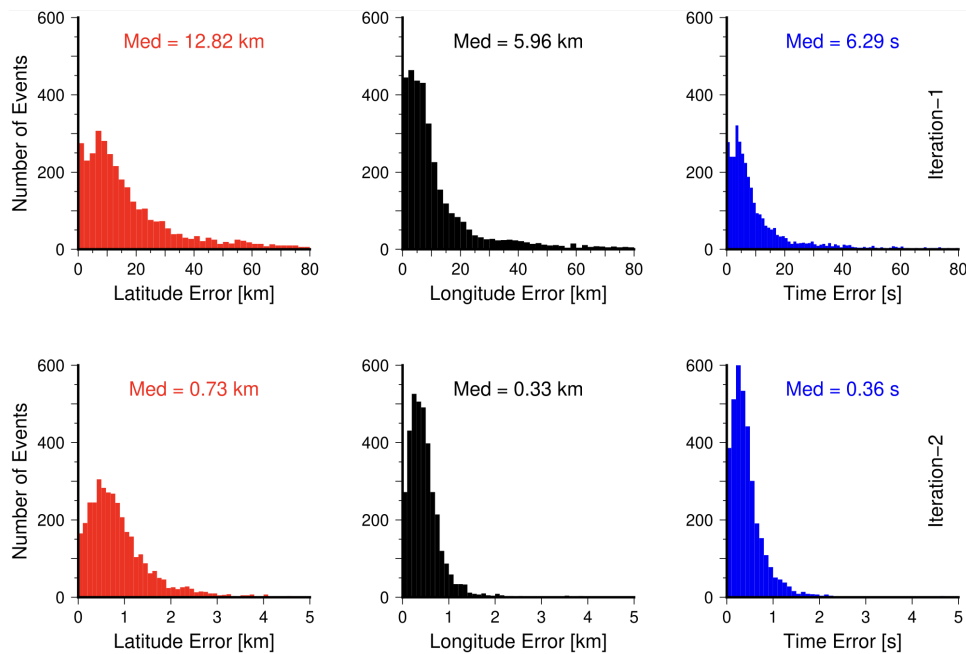 600
400
200
0
Number of Events
Med = 12.82 km
0 20 40 60 80
Latitude Error [km]
600
400
200
0
Med = 5.96 km
0 20 40 60 80
Longitude Error [km]
600
400
200
0
Med = 6.29 s
0 20 40 60 80
Time Error [s]
Iteration−1
600
400
200
0
Number of Events
Med = 0.73 km
0 1 2 3 4 5
Latitude Error [km]
600
400
200
0
Med = 0.33 km
0 1 2 3 4 5
Longitude Error [km]
600
400
200
0
Med = 0.36 s
0 1 2 3 4 5
Time Error [s]
Iteration−2